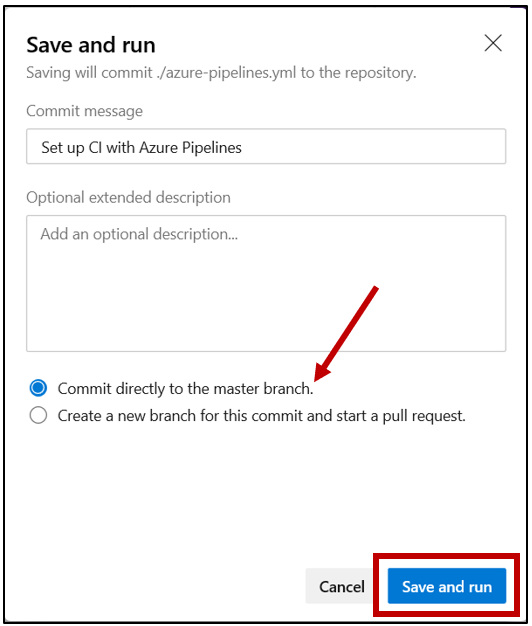 Save and run
Saving will commit ./azure-pipelines.yml to the repository.
Commit message
Set up CI with Azure Pipelines
Optional extended description
Add an optional description...
Commit directly to the master branch.
Create a new branch for this commit and start a pull request.
Cancel
Save and run